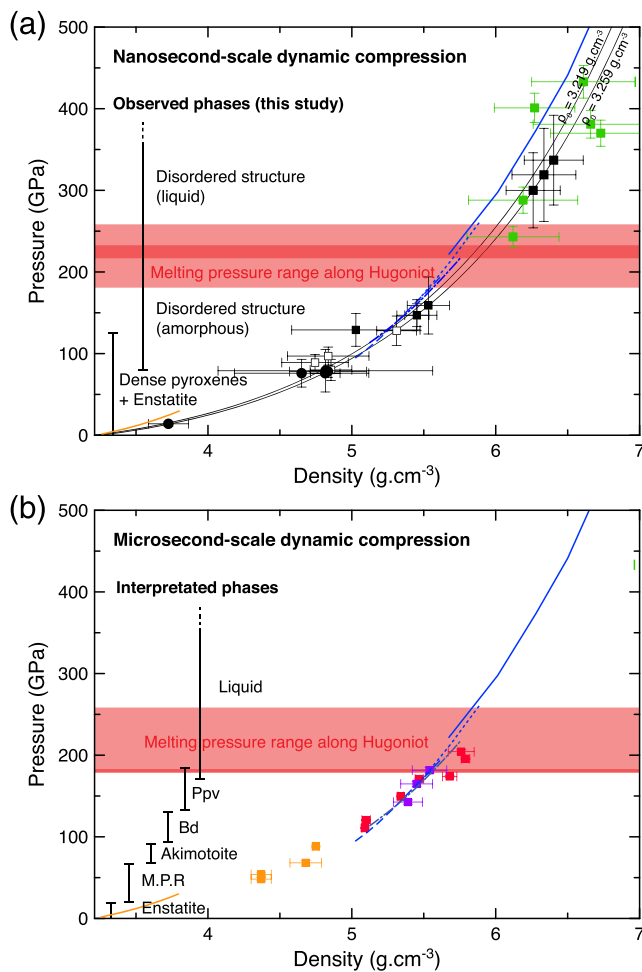 (a)
500
400
300
200
100
0
Pressure (GPa)
Nanosecond-scale dynamic compression
Observed phases (this study)
Disordered structure
(liquid)
Melting pressure range along Hugoniot
Disordered structure
(amorphous)
Dense pyroxenes
+ Enstatite
ρ₀ = 3.219 g.cm⁻³
ρ₀ = 3.259 g.cm⁻³
4 5 6 7
Density (g.cm⁻³)
(b)
500
400
300
200
100
0
Pressure (GPa)
Microsecond-scale dynamic compression
Interpretated phases
Liquid
Melting pressure range along Hugoniot
Ppv
Bd
Akimotoite
M.P.R
Enstatite
4 5 6 7
Density (g.cm⁻³)